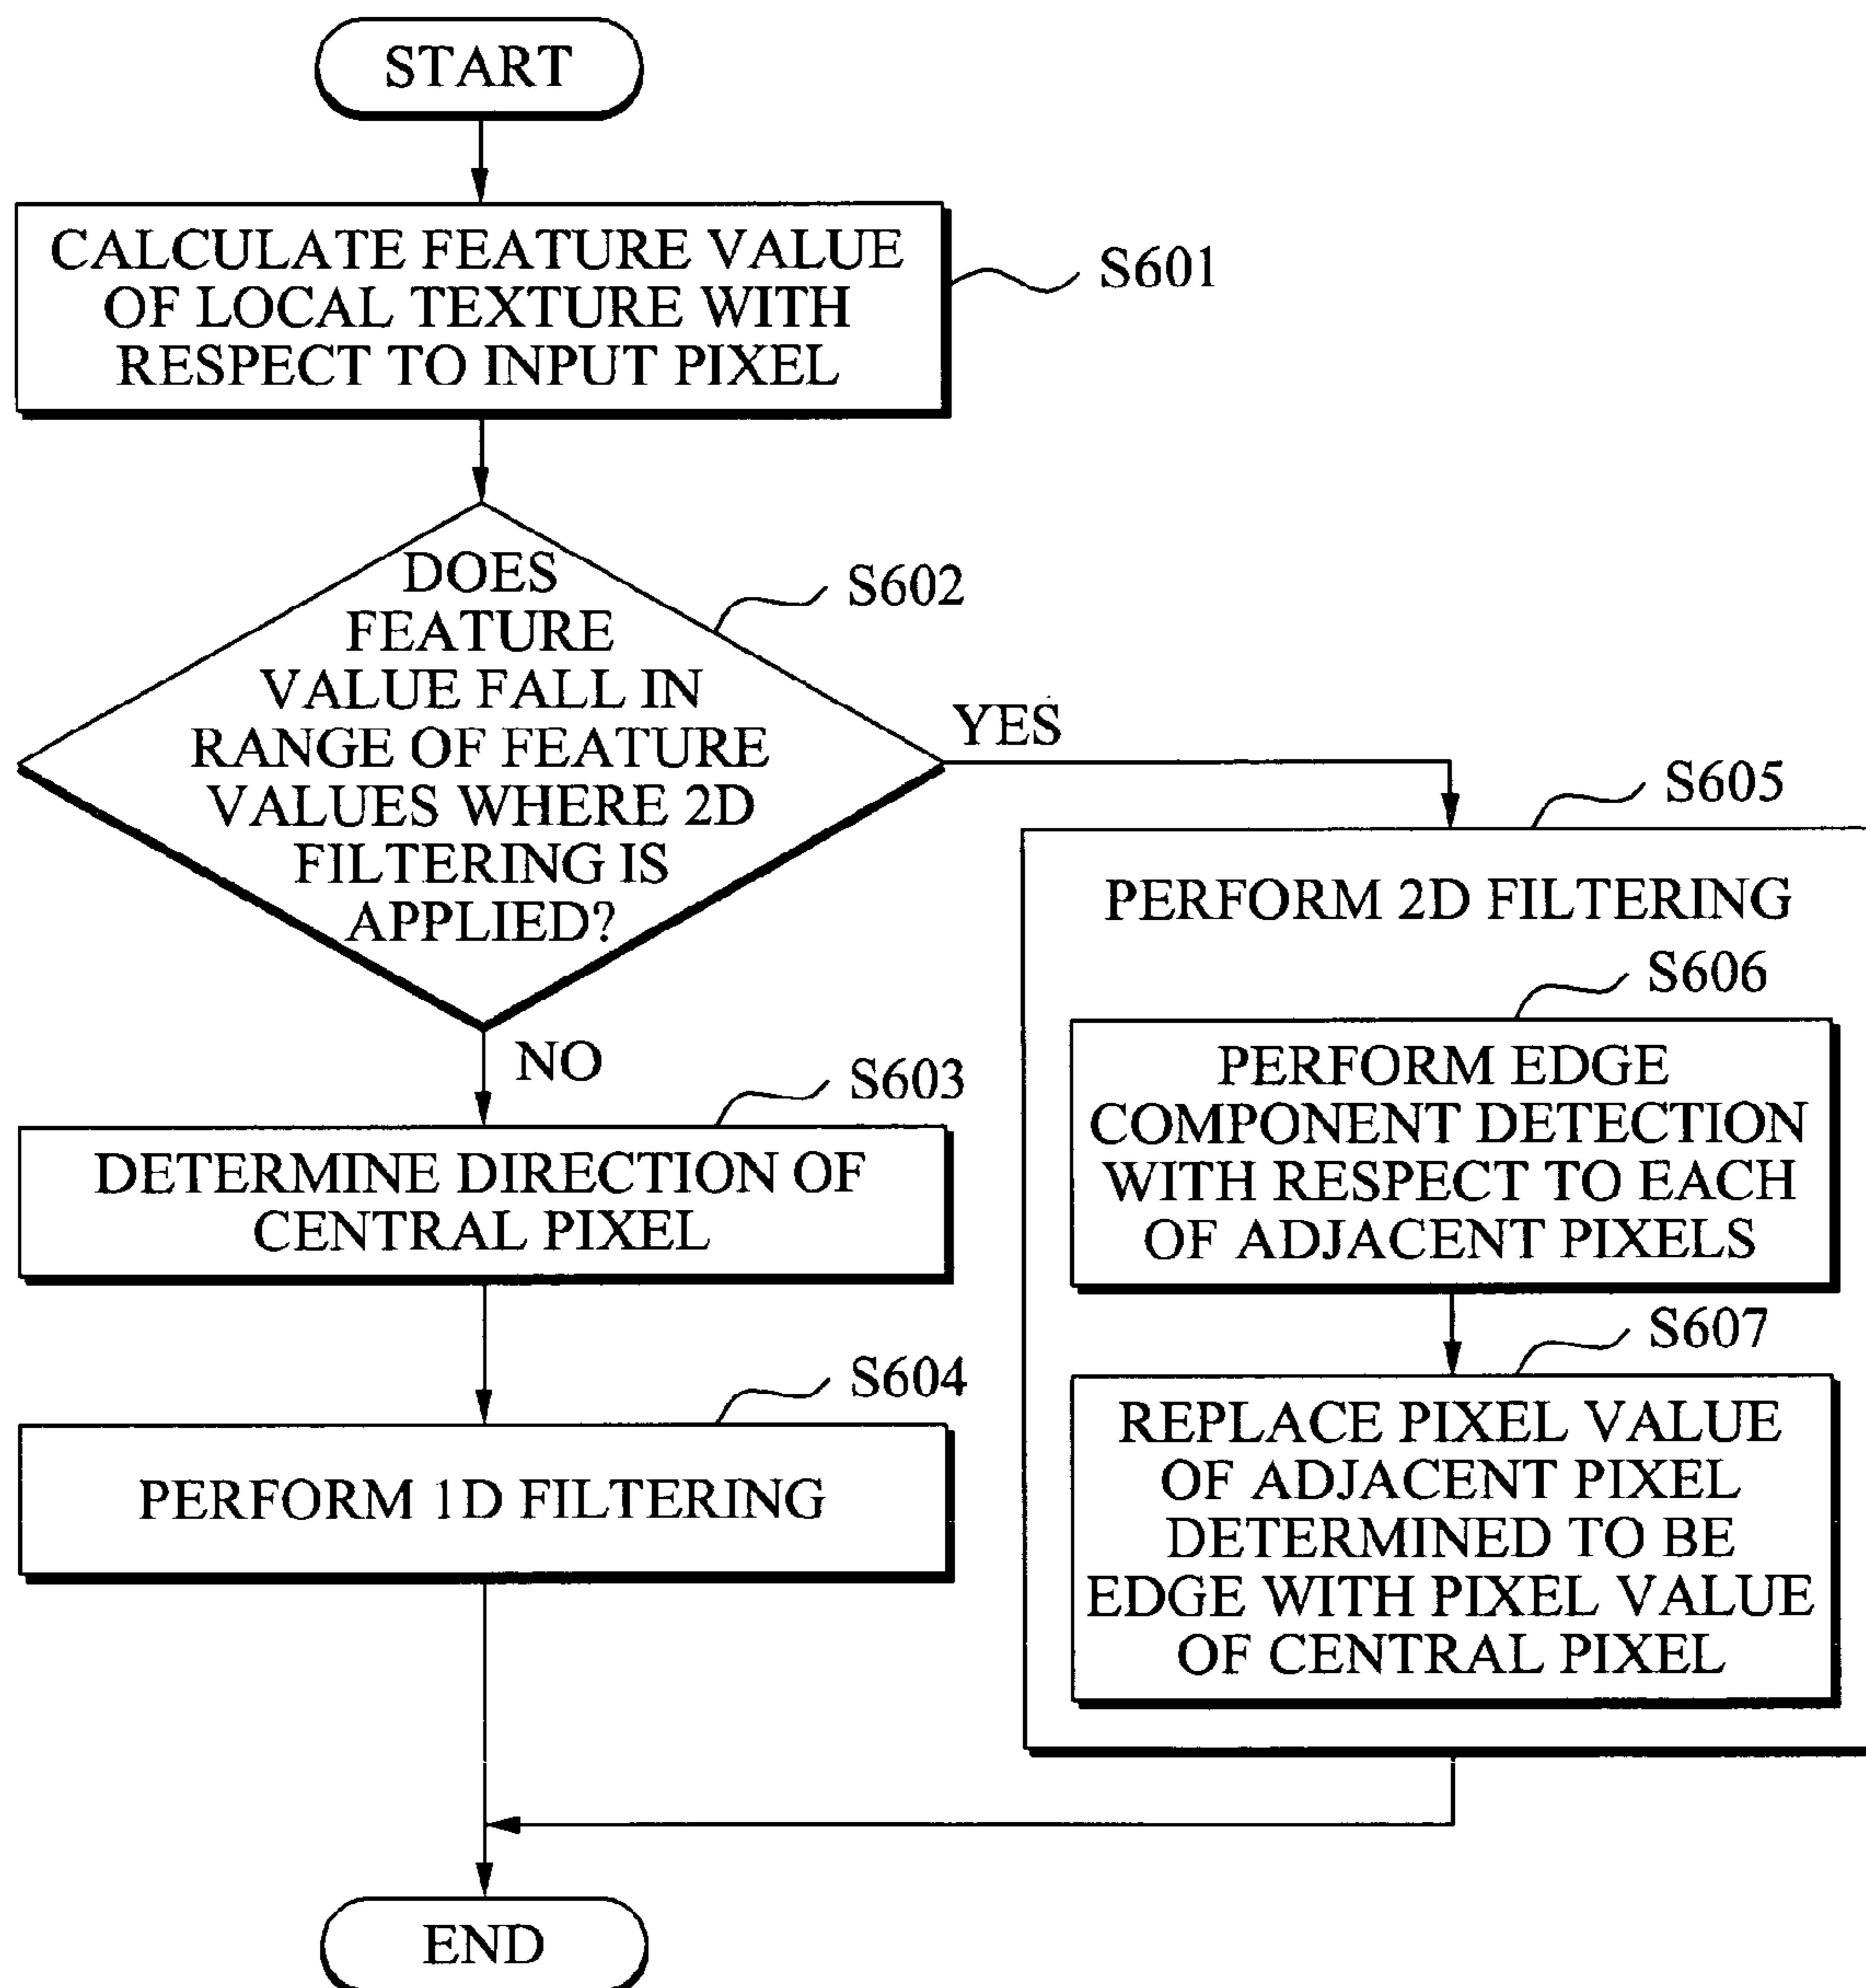 START
CALCULATE FEATURE VALUE
OF LOCAL TEXTURE WITH
RESPECT TO INPUT PIXEL
S601
DOES
FEATURE
VALUE FALL IN
RANGE OF FEATURE
VALUES WHERE 2D
FILTERING IS
APPLIED?
S602
YES
NO
S603
DETERMINE DIRECTION OF
CENTRAL PIXEL
S604
PERFORM 1D FILTERING
S605
PERFORM 2D FILTERING
S606
PERFORM EDGE
COMPONENT DETECTION
WITH RESPECT TO EACH
OF ADJACENT PIXELS
S607
REPLACE PIXEL VALUE
OF ADJACENT PIXEL
DETERMINED TO BE
EDGE WITH PIXEL VALUE
OF CENTRAL PIXEL
END